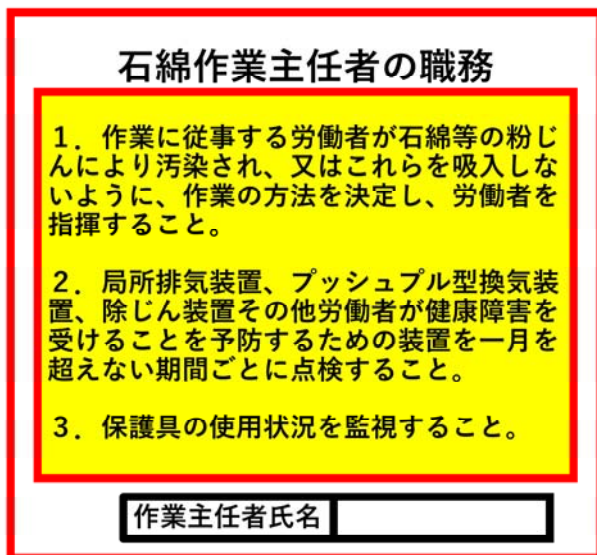 石綿作業主任者の職務
１．作業に従事する労働者が石綿等の粉じ
んにより汚染され、又はこれらを吸入しな
いように、作業の方法を決定し、労働者を
指揮すること。
２．局所排気装置、プッシュプル型換気装
置、除じん装置その他労働者が健康障害を
受けることを予防するための装置を一月を
超えない期間ごとに点検すること。
３．保護具の使用状況を監視すること。
作業主任者氏名